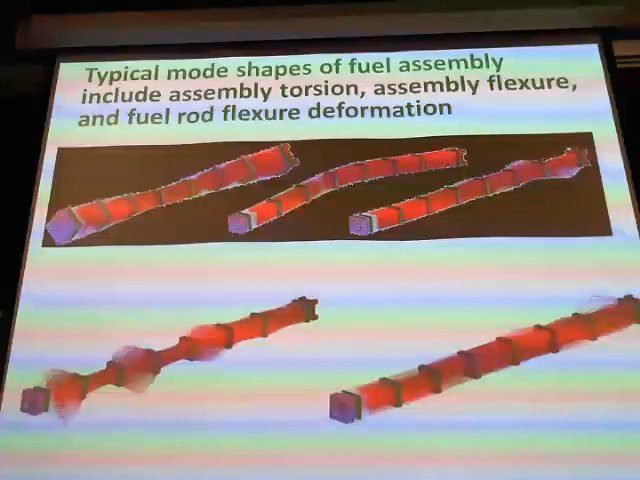 Typical mode shapes of fuel assembly
include assembly torsion, assembly flexure,
and fuel rod flexure deformation